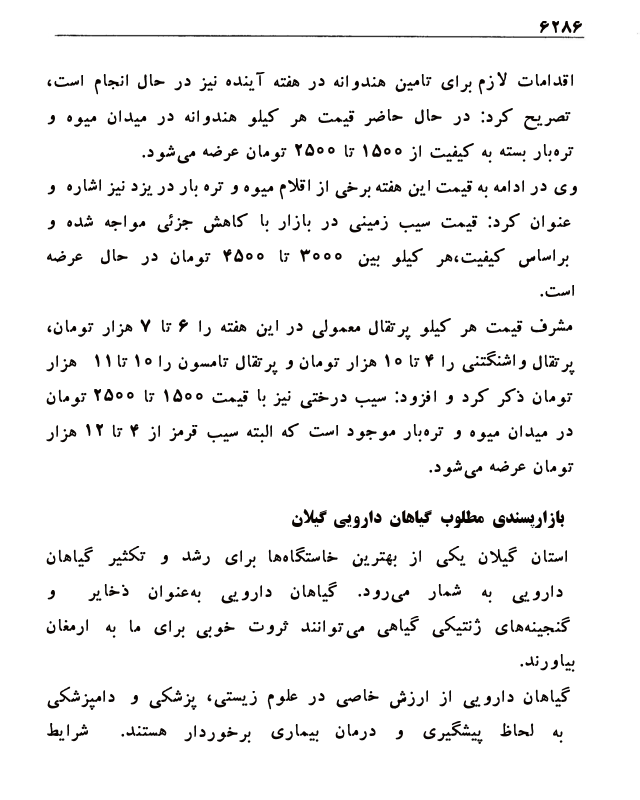 ۶۲۸۶
اقدامات لازم برای تامین هندوانه در هفته آینده نیز در حال انجام است،
تصریح کرد: در حال حاضر قیمت هر کیلو هندوانه در میدان میوه و
تره‌بار بسته به کیفیت از ۱۵۰۰ تا ۲۵۰۰ تومان عرضه می‌شود.
وی در ادامه به قیمت این هفته برخی از اقلام میوه و تره بار در یزد نیز اشاره و
عنوان کرد: قیمت سیب زمینی در بازار با کاهش جزئی مواجه شده و
براساس کیفیت،هر کیلو بین ۳۰۰۰ تا ۴۵۰۰ تومان در حال عرضه
است.
مشرف قیمت هر کیلو پرتقال معمولی در این هفته را ۶ تا ۷ هزار تومان،
پرتقال واشنگتنی را ۴ تا ۱۰ هزار تومان و پرتقال تامسون را ۱۰ تا ۱۱ هزار
تومان ذکر کرد و افزود: سیب درختی نیز با قیمت ۱۵۰۰ تا ۲۵۰۰ تومان
در میدان میوه و تره‌بار موجود است که البته سیب قرمز از ۴ تا ۱۲ هزار
تومان عرضه می‌شود.
بازارپسندی مطلوب گیاهان دارویی گیلان
استان گیلان یکی از بهترین خاستگاه‌ها برای رشد و تکثیر گیاهان
دارویی به شمار می‌رود. گیاهان دارویی به‌عنوان ذخایر و
گنجینه‌های ژنتیکی گیاهی می‌توانند ثروت خوبی برای ما به ارمغان
بیاورند.
گیاهان دارویی از ارزش خاصی در علوم زیستی، پزشکی و دامپزشکی
به لحاظ پیشگیری و درمان بیماری برخوردار هستند. شرایط